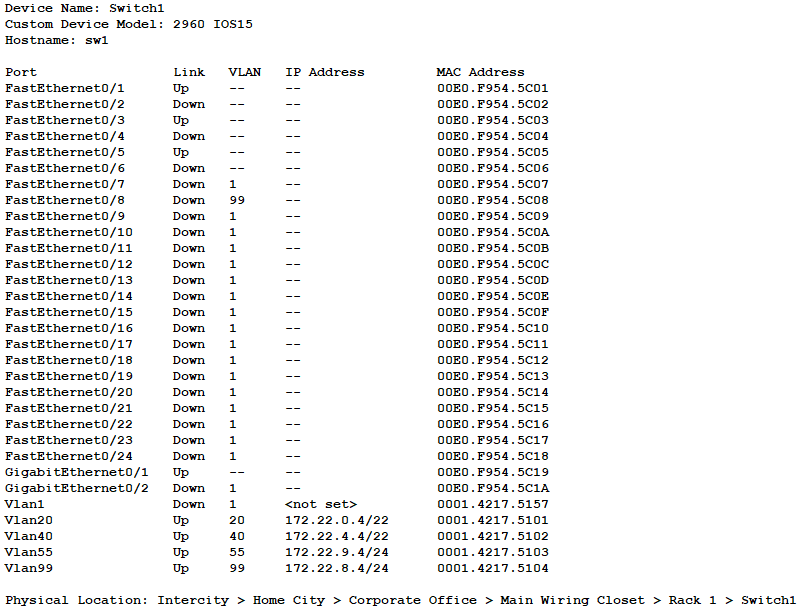 Device Name: Switch1
Custom Device Model: 2960 IOS15
Hostname: sw1
Port Link VLAN IP Address MAC Address
FastEthernet0/1 Up -- -- 00E0.F954.5C01
FastEthernet0/2 Down -- -- 00E0.F954.5C02
FastEthernet0/3 Up -- -- 00E0.F954.5C03
FastEthernet0/4 Down -- -- 00E0.F954.5C04
FastEthernet0/5 Up -- -- 00E0.F954.5C05
FastEthernet0/6 Down -- -- 00E0.F954.5C06
FastEthernet0/7 Down 1 -- 00E0.F954.5C07
FastEthernet0/8 Down 99 -- 00E0.F954.5C08
FastEthernet0/9 Down 1 -- 00E0.F954.5C09
FastEthernet0/10 Down 1 -- 00E0.F954.5C0A
FastEthernet0/11 Down 1 -- 00E0.F954.5C0B
FastEthernet0/12 Down 1 -- 00E0.F954.5C0C
FastEthernet0/13 Down 1 -- 00E0.F954.5C0D
FastEthernet0/14 Down 1 -- 00E0.F954.5C0E
FastEthernet0/15 Down 1 -- 00E0.F954.5C0F
FastEthernet0/16 Down 1 -- 00E0.F954.5C10
FastEthernet0/17 Down 1 -- 00E0.F954.5C11
FastEthernet0/18 Down 1 -- 00E0.F954.5C12
FastEthernet0/19 Down 1 -- 00E0.F954.5C13
FastEthernet0/20 Down 1 -- 00E0.F954.5C14
FastEthernet0/21 Down 1 -- 00E0.F954.5C15
FastEthernet0/22 Down 1 -- 00E0.F954.5C16
FastEthernet0/23 Down 1 -- 00E0.F954.5C17
FastEthernet0/24 Down 1 -- 00E0.F954.5C18
GigabitEthernet0/1 Up -- -- 00E0.F954.5C19
GigabitEthernet0/2 Down 1 -- 00E0.F954.5C1A
Vlan1 Down 1 <not set> 0001.4217.5157
Vlan20 Up 20 172.22.0.4/22 0001.4217.5101
Vlan40 Up 40 172.22.4.4/22 0001.4217.5102
Vlan55 Up 55 172.22.9.4/24 0001.4217.5103
Vlan99 Up 99 172.22.8.4/24 0001.4217.5104
Physical Location: Intercity > Home City > Corporate Office > Main Wiring Closet > Rack 1 > Switch1